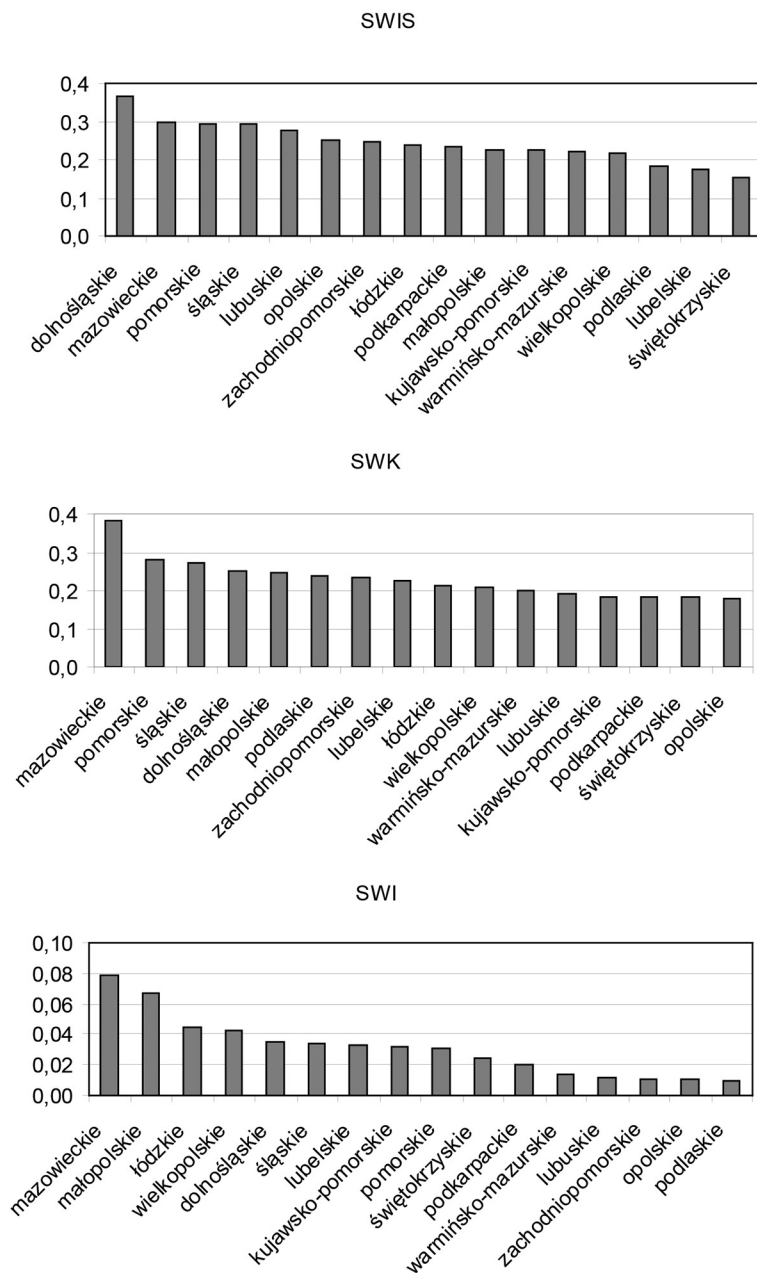 SWIS
0,4
0,3
0,2
0,1
0,0
dolnośląskie
mazowieckie
pomorskie
śląskie
lubuskie
opolskie
zachodniopomorskie
łódzkie
podkarpackie
małopolskie
kujawsko-pomorskie
warmińsko-mazurskie
wielkopolskie
podlaskie
lubelskie
świętokrzyskie
SWK
0,4
0,3
0,2
0,1
0,0
mazowieckie
pomorskie
śląskie
dolnośląskie
małopolskie
podlaskie
zachodniopomorskie
lubelskie
łódzkie
wielkopolskie
warmińsko-mazurskie
lubuskie
kujawsko-pomorskie
podkarpackie
świętokrzyskie
opolskie
SWI
0,10
0,08
0,06
0,04
0,02
0,00
mazowieckie
małopolskie
łódzkie
wielkopolskie
dolnośląskie
śląskie
lubelskie
kujawsko-pomorskie
pomorskie
świętokrzyskie
podkarpackie
warmińsko-mazurskie
lubuskie
zachodniopomorskie
opolskie
podlaskie